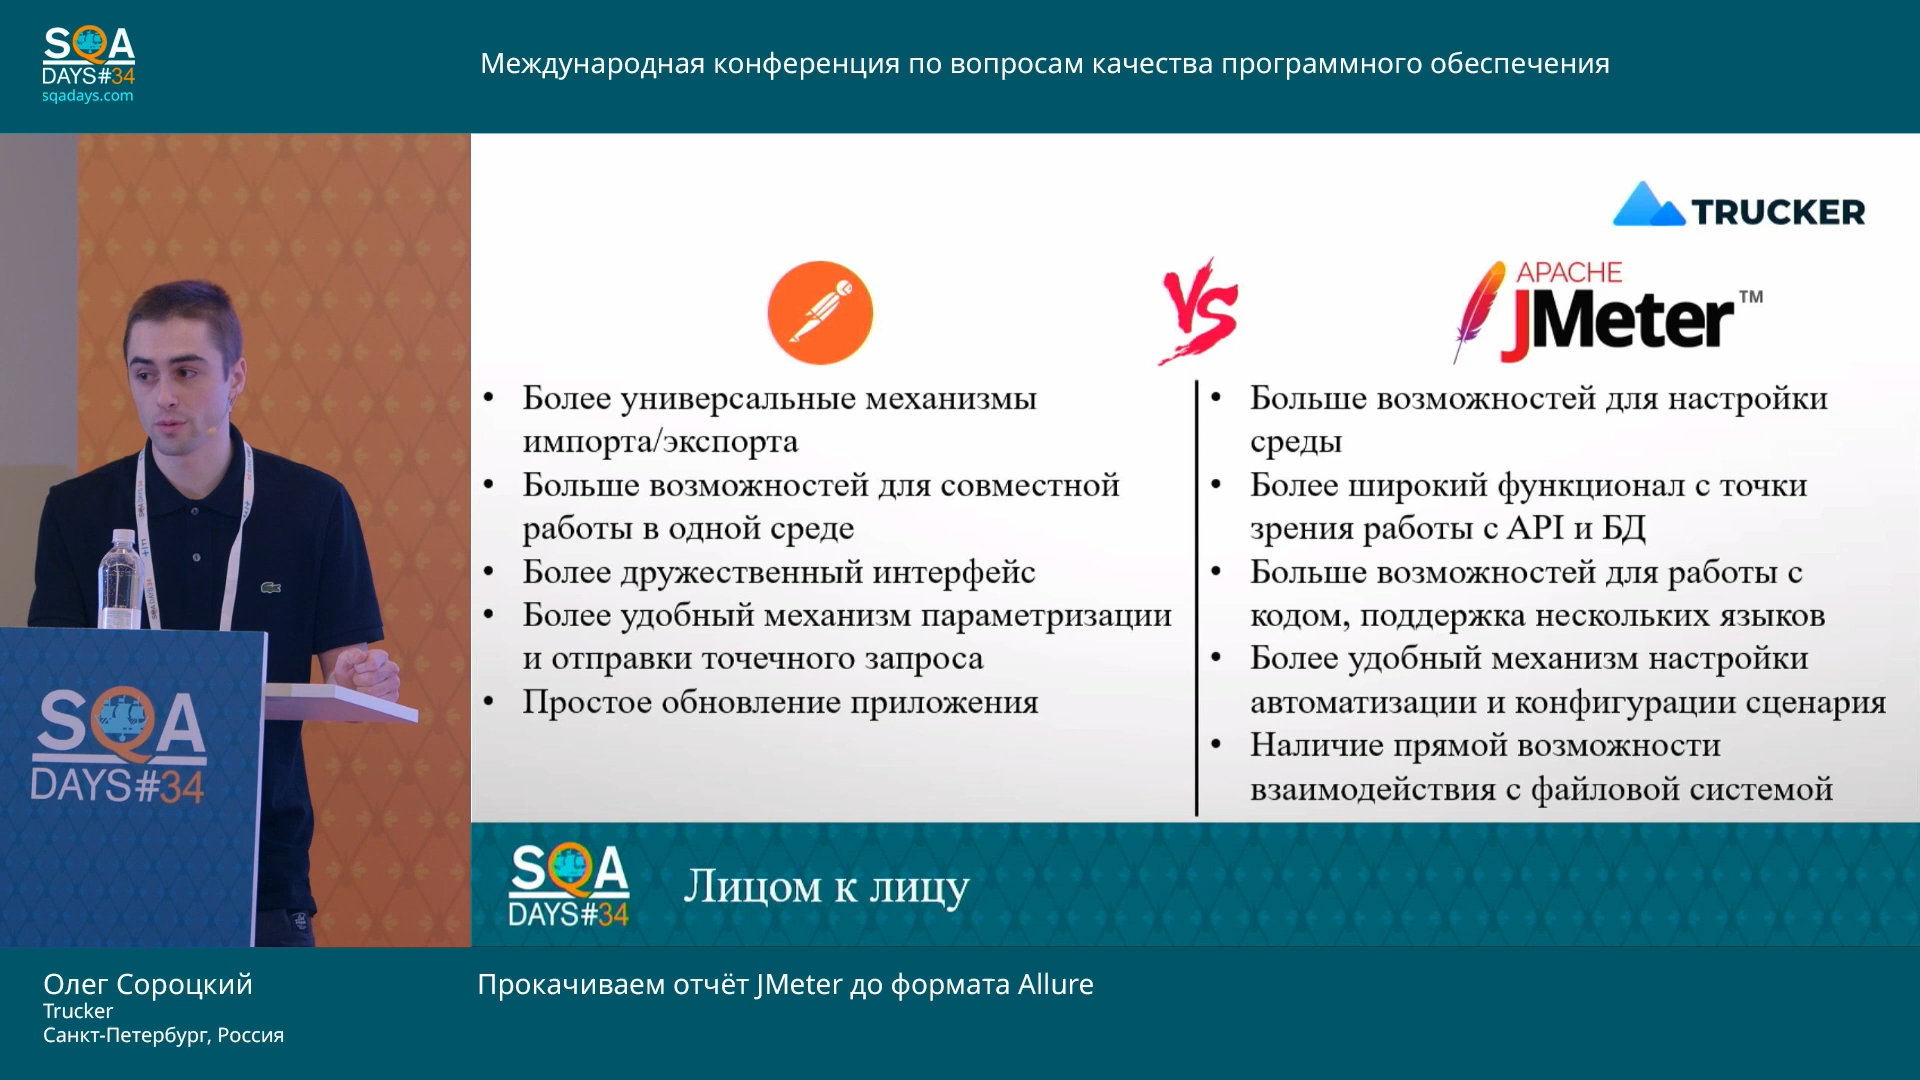 SQA
DAYS#34
sqadays.com
Международная конференция по вопросам качества программного обеспечения
TRUCKER
VS
APACHE
JMeter™
• Более универсальные механизмы
импорта/экспорта
• Больше возможностей для совместной
работы в одной среде
• Более дружественный интерфейс
• Более удобный механизм параметризации
и отправки точечного запроса
• Простое обновление приложения
• Больше возможностей для настройки
среды
• Более широкий функционал с точки
зрения работы с API и БД
• Больше возможностей для работы с
кодом, поддержка нескольких языков
• Более удобный механизм настройки
автоматизации и конфигурации сценария
• Наличие прямой возможности
взаимодействия с файловой системой
SQA
DAYS#34
SQA
DAYS#34
Лицом к лицу
Олег Сороцкий
Trucker
Санкт-Петербург, Россия
Прокачиваем отчёт JMeter до формата Allure